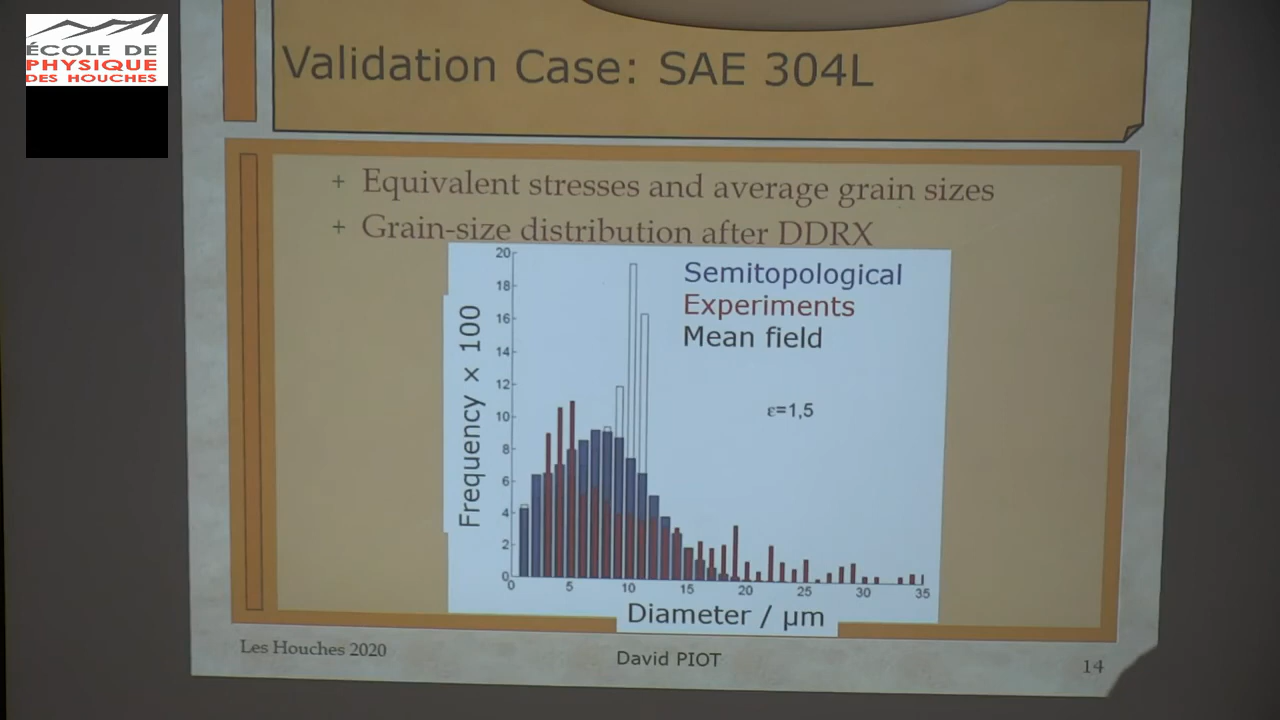 ÉCOLE DE
PHYSIQUE
DES HOUCHES
Validation Case: SAE 304L
+ Equivalent stresses and average grain sizes
+ Grain-size distribution after DDRX
Semitopological
Experiments
Mean field
ε=1,5
Frequency × 100
20
18
16
14
12
10
8
6
4
2
0
0 5 10 15 20 25 30 35
Diameter / µm
Les Houches 2020
David PIOT
14